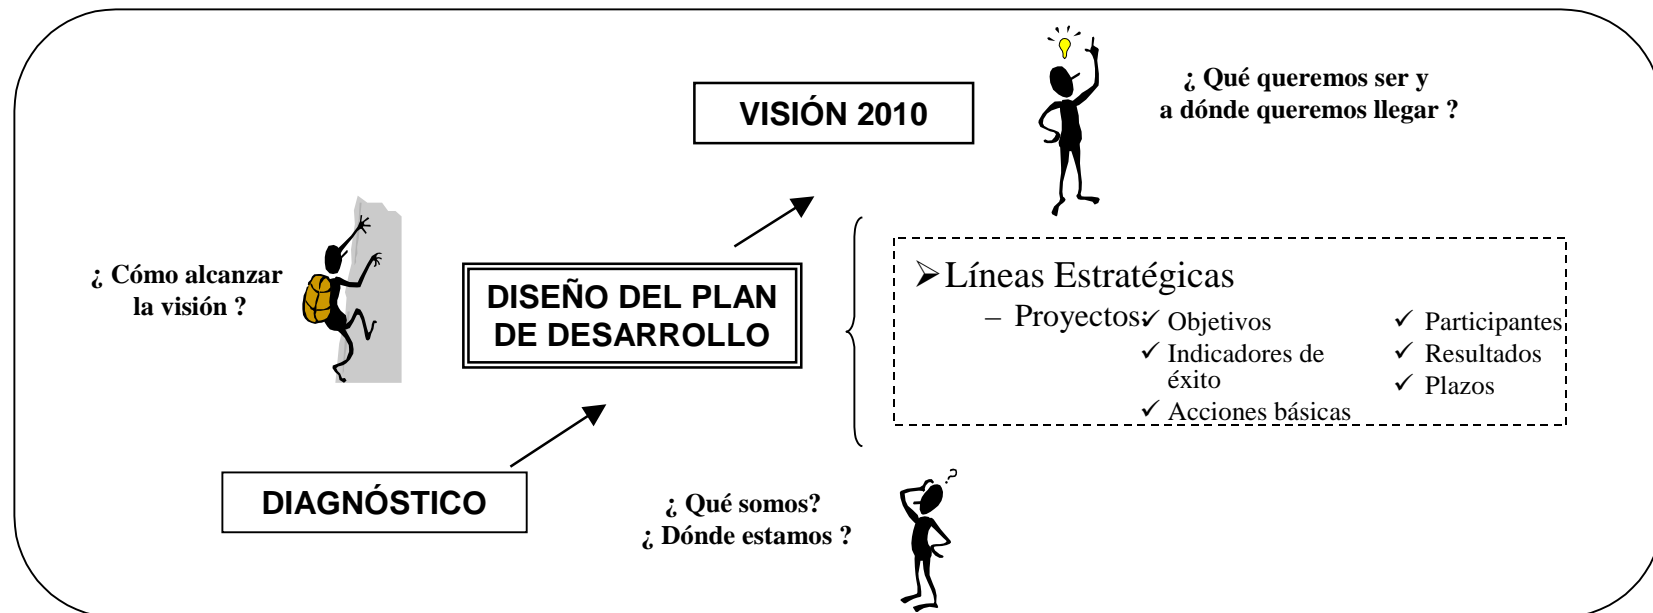 VISIÓN 2010
¿ Qué queremos ser y
a dónde queremos llegar ?
¿ Cómo alcanzar
la visión ?
DISEÑO DEL PLAN
DE DESARROLLO
➢Líneas Estratégicas
– Proyectos:
✓ Objetivos
✓ Indicadores de
éxito
✓ Acciones básicas
✓ Participantes
✓ Resultados
✓ Plazos
DIAGNÓSTICO
¿ Qué somos?
¿ Dónde estamos ?
?